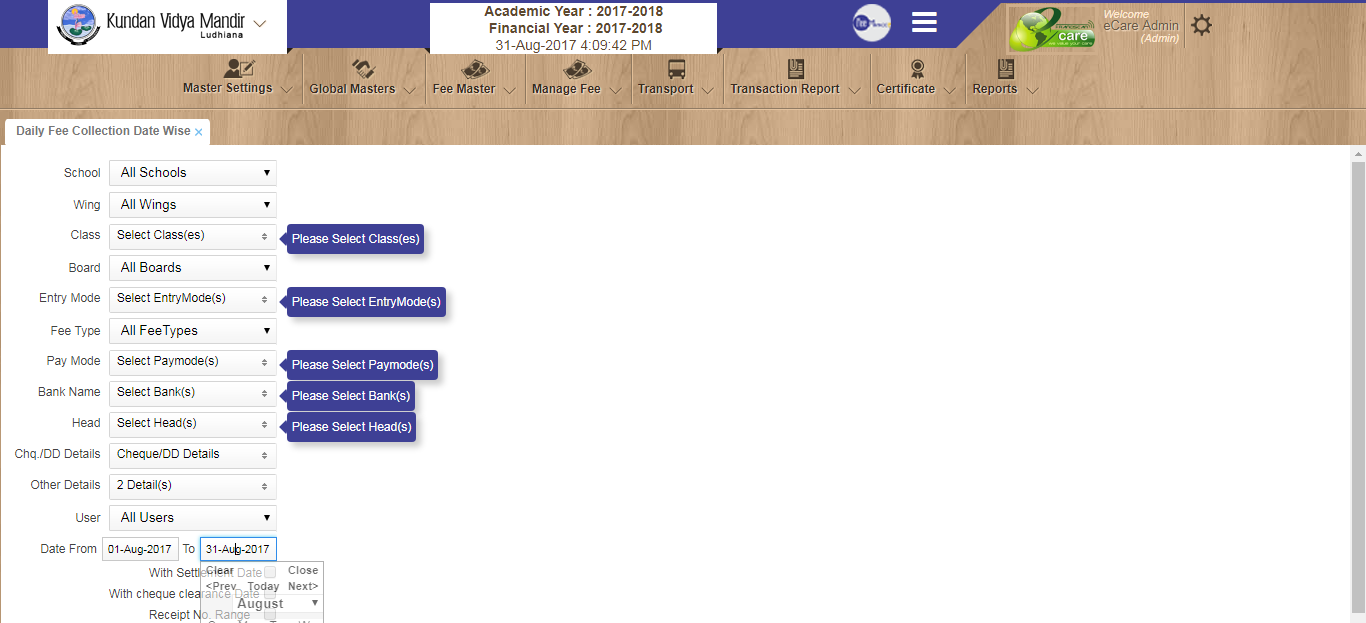 Kundan Vidya Mandir
Ludhiana
Academic Year : 2017-2018
Financial Year : 2017-2018
31-Aug-2017 4:09:42 PM
care
Welcome
eCare Admin
(Admin)
Master Settings
Global Masters
Fee Master
Manage Fee
Transport
Transaction Report
Certificate
Reports
Daily Fee Collection Date Wise ×
School All Schools
Wing All Wings
Class Select Class(es) Please Select Class(es)
Board All Boards
Entry Mode Select EntryMode(s) Please Select EntryMode(s)
Fee Type All FeeTypes
Pay Mode Select Paymode(s) Please Select Paymode(s)
Bank Name Select Bank(s) Please Select Bank(s)
Head Select Head(s) Please Select Head(s)
Chq./DD Details Cheque/DD Details
Other Details 2 Detail(s)
User All Users
Date From 01-Aug-2017 To 31-Aug-2017
Clear Close
With Settlement Date
<Prev Today Next>
With cheque clearance Date
August
Receipt No. Range